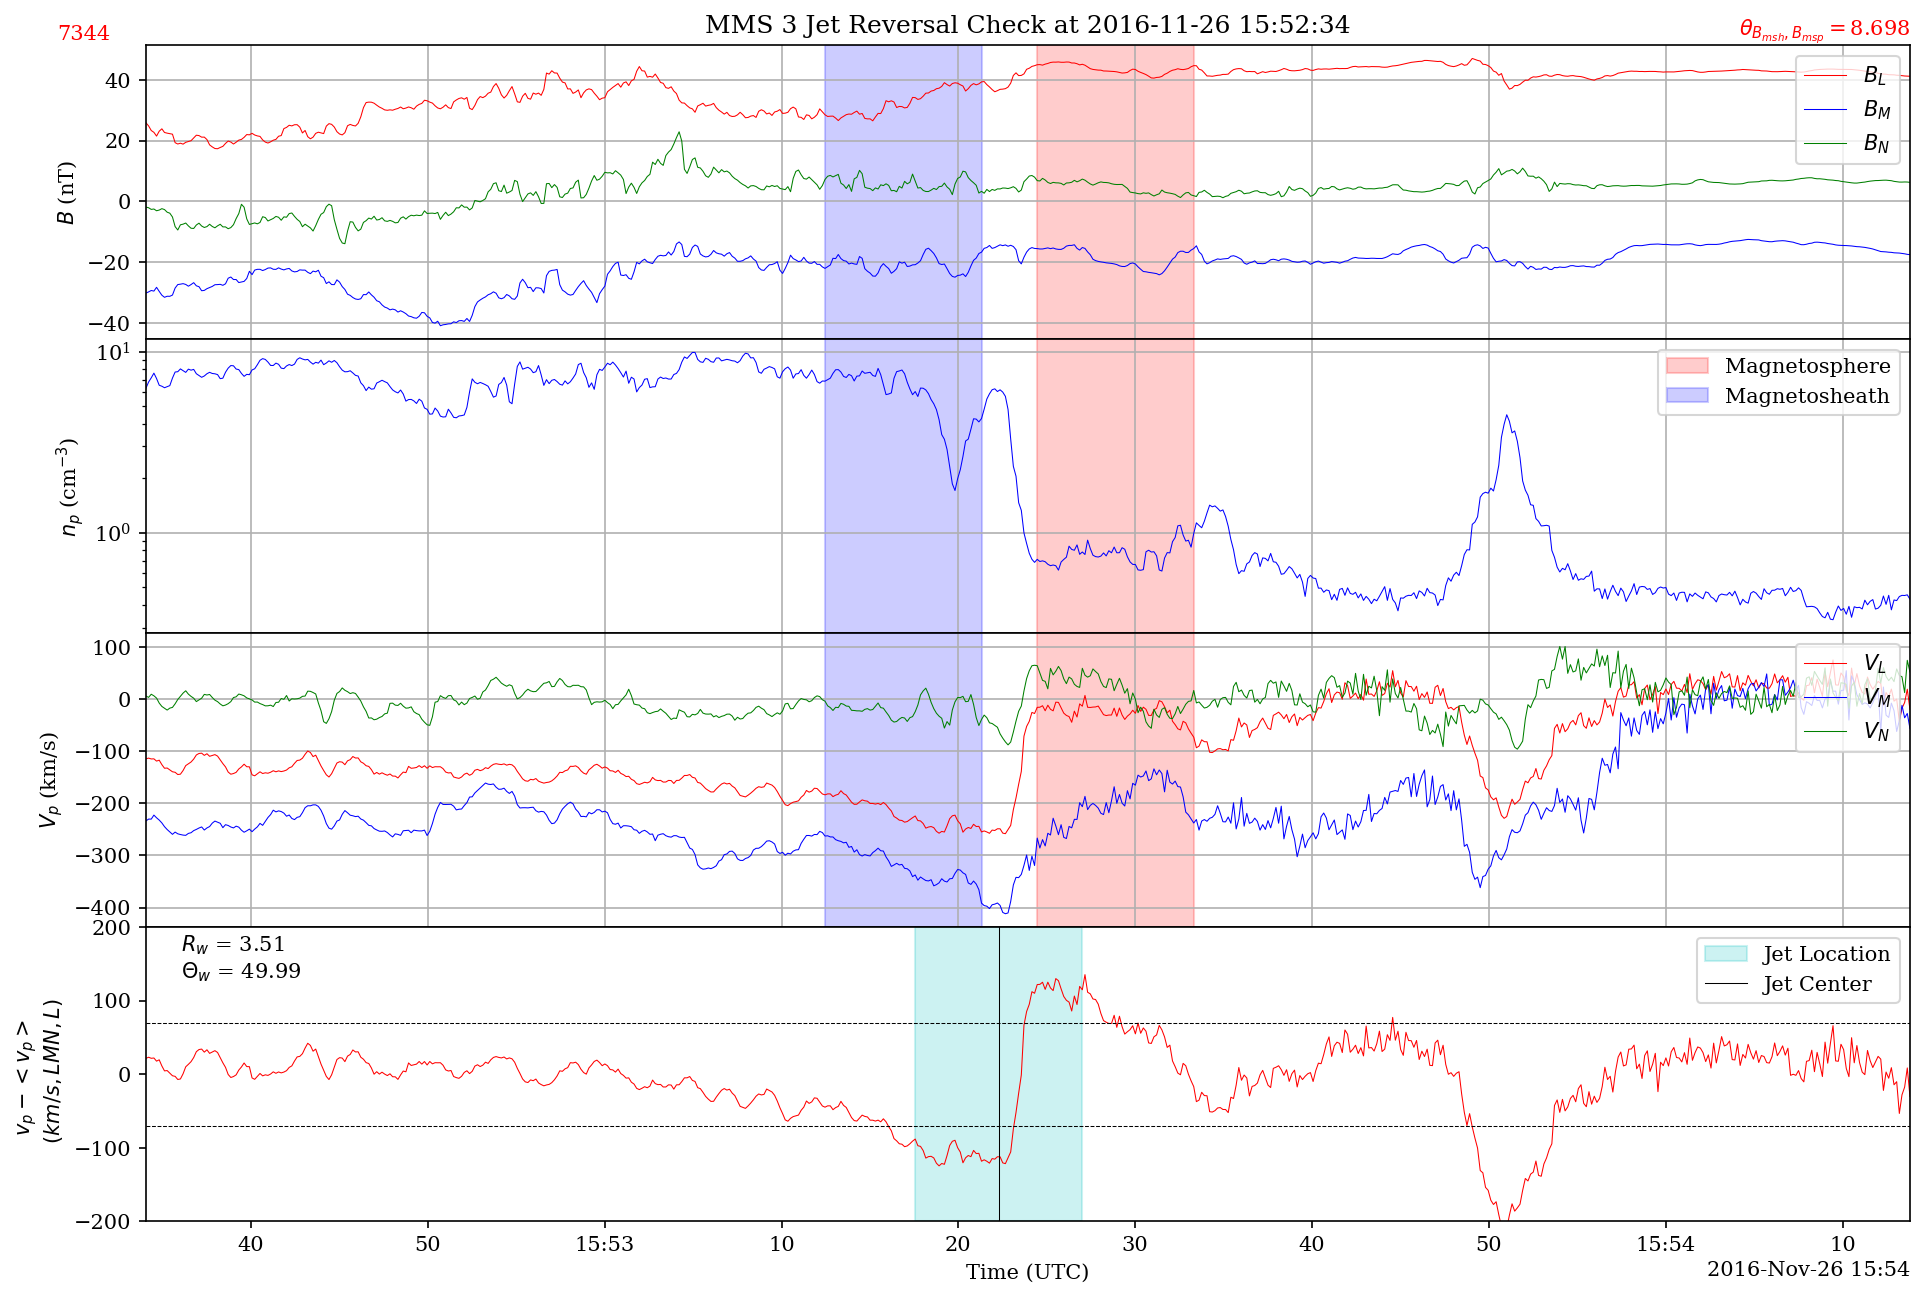 MMS 3 Jet Reversal Check at 2016-11-26 15:52:34
7344
θ_{B_{msh}, B_{msp}} = 8.698
B (nT)
40
20
0
−20
−40
B_L
B_M
B_N
n_p (cm⁻³)
10¹
10⁰
Magnetosphere
Magnetosheath
V_p (km/s)
100
0
−100
−200
−300
−400
V_L
V_M
V_N
v_p − <v_p>
(km/s, LMN, L)
200
100
0
−100
−200
R_w = 3.51
Θ_w = 49.99
Jet Location
Jet Center
40 50 15:53 10 20 30 40 50 15:54 10
Time (UTC)
2016-Nov-26 15:54